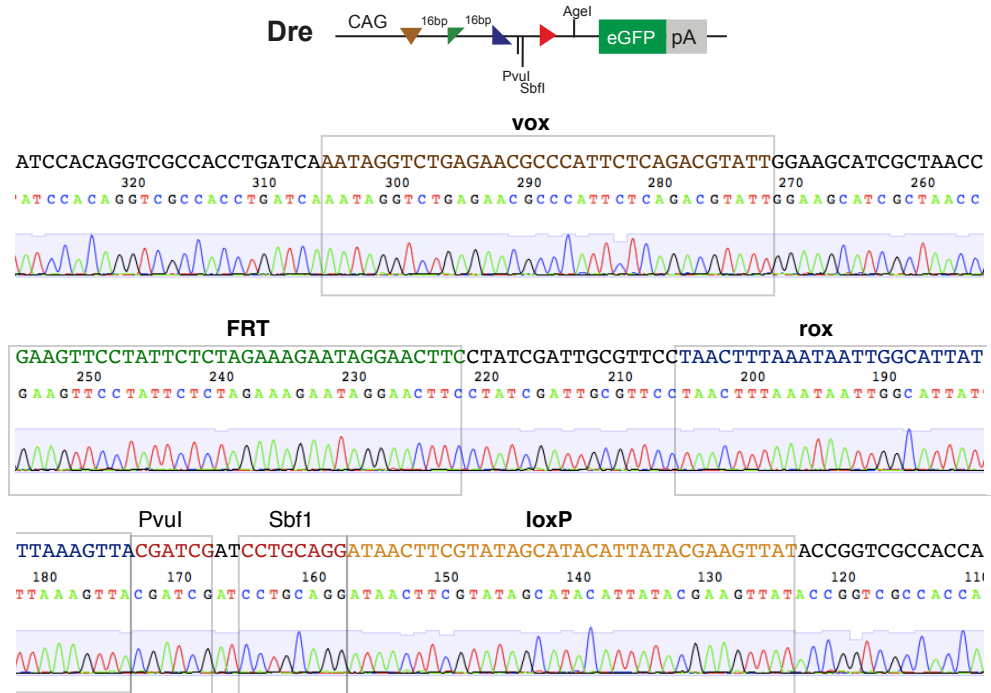 AgeI
CAG 16bp 16bp
Dre
eGFP pA
PvuI
SbfI
vox
ATCCACAGGTCGCCACCTGATCAAATAGGTCTGAGAACGCCCATTCTCAGACGTATTGGAAGCATCGCTAACC
320 310 300 290 280 270 260
ATCCACAGGTCGCCACCTGATCAAATAGGTCTGAGAACGCCCATTCTCAGACGTATTGGAAGCATCGCTAACC
FRT rox
GAAGTTCCTATTCTCTAGAAAGAATAGGAACTTCCTATCGATTGCGTTCCTAACTTTAAATAATTGGCATTAT
250 240 230 220 210 200 190
GAAGTTCCTATTCTCTAGAAAGAATAGGAACTTCCTATCGATTGCGTTCCTAACTTTAAATAATTGGCATTAT
PvuI Sbf1 loxP
TTAAAGTTACGATCGATCCTGCAGGATAACTTCGTATAGCATACATTATACGAAGTTATACCGGTCGCCACCA
180 170 160 150 140 130 120 110
TTAAAGTTACGATCGATCCTGCAGGATAACTTCGTATAGCATACATTATACGAAGTTATACCGGTCGCCACCA